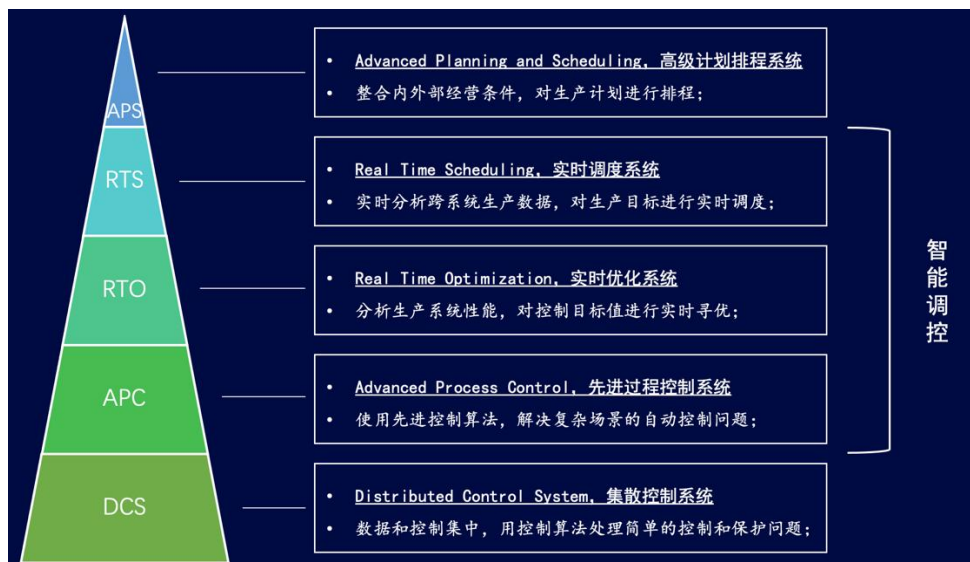 APS
• Advanced Planning and Scheduling，高级计划排程系统
• 整合内外部经营条件，对生产计划进行排程；
RTS
• Real Time Scheduling，实时调度系统
• 实时分析跨系统生产数据，对生产目标进行实时调度；
RTO
• Real Time Optimization，实时优化系统
• 分析生产系统性能，对控制目标值进行实时寻优；
APC
• Advanced Process Control，先进过程控制系统
• 使用先进控制算法，解决复杂场景的自动控制问题；
DCS
• Distributed Control System，集散控制系统
• 数据和控制集中，用控制算法处理简单的控制和保护问题；
智能调控